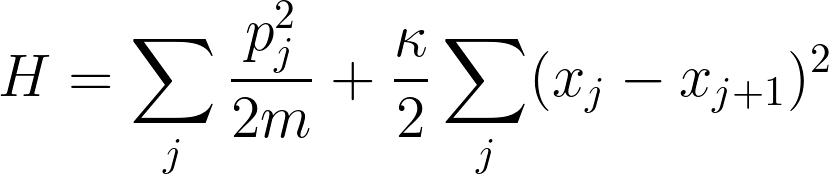 H = \sum_j \frac{p_j^2}{2m} + \frac{\kappa}{2} \sum_j (x_j - x_{j+1})^2